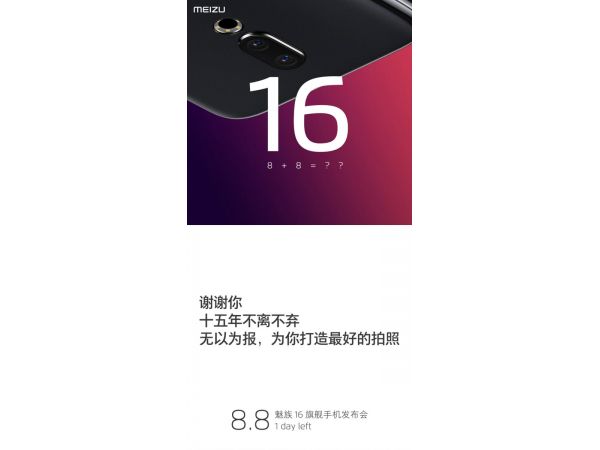 MEIZU
16
8 + 8 = ? ?
谢谢你
十五年不离不弃
无以为报，为你打造最好的拍照
8.8
魅族 16 旗舰手机发布会
1 day left